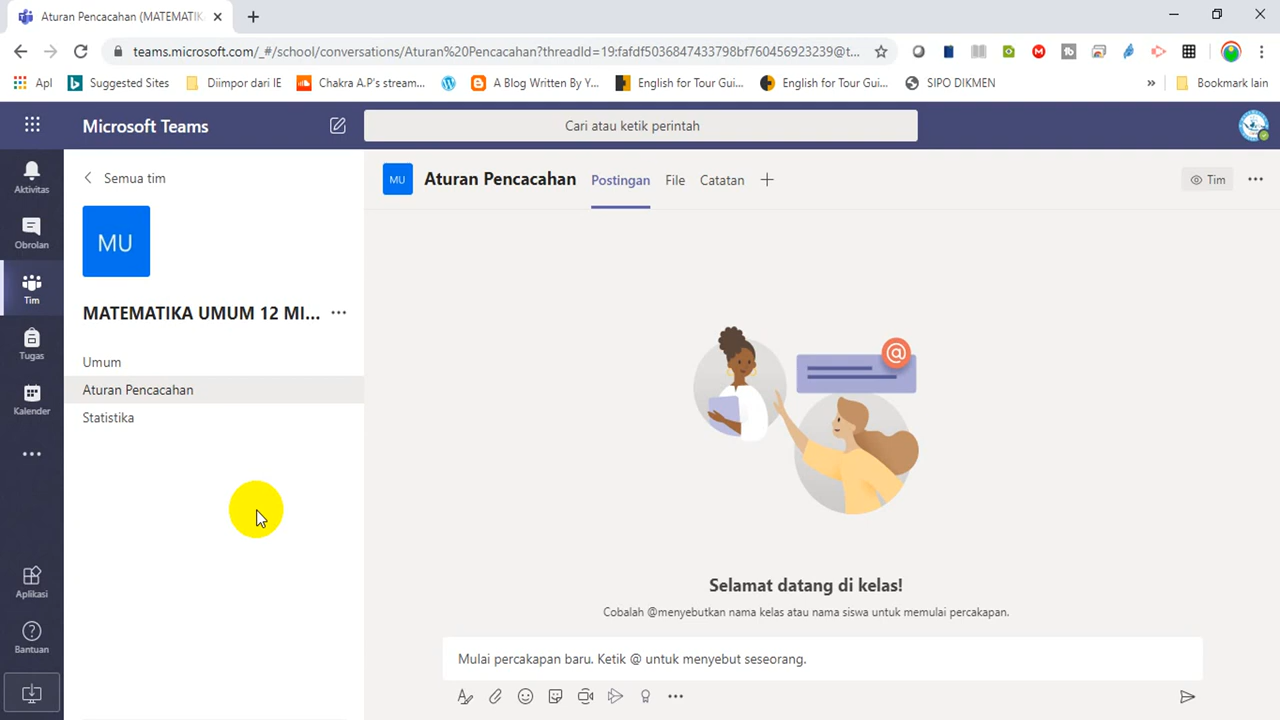 Aturan Pencacahan (MATEMATIK
teams.microsoft.com/_#/school/conversations/Aturan%20Pencacahan?threadId=19:fafdf5036847433798bf760456923239@t...
Apl
Suggested Sites
Diimpor dari IE
Chakra A.P's stream...
A Blog Written By Y...
English for Tour Gui...
English for Tour Gui...
SIPO DIKMEN
»
Bookmark lain
Microsoft Teams
Cari atau ketik perintah
Aktivitas
Obrolan
Tim
Tugas
Kalender
Aplikasi
Bantuan
Semua tim
MU
MATEMATIKA UMUM 12 MI...
Umum
Aturan Pencacahan
Statistika
MU
Aturan Pencacahan
Postingan
File
Catatan
Tim
@
Selamat datang di kelas!
Cobalah @menyebutkan nama kelas atau nama siswa untuk memulai percakapan.
Mulai percakapan baru. Ketik @ untuk menyebut seseorang.